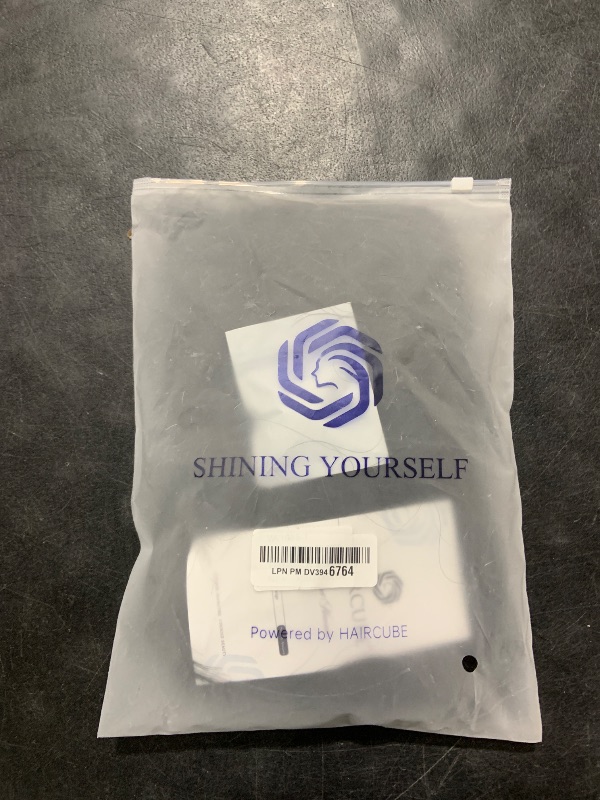 SHINING YOURSELF
LPN PM DV3946764
Powered by HAIRCUBE